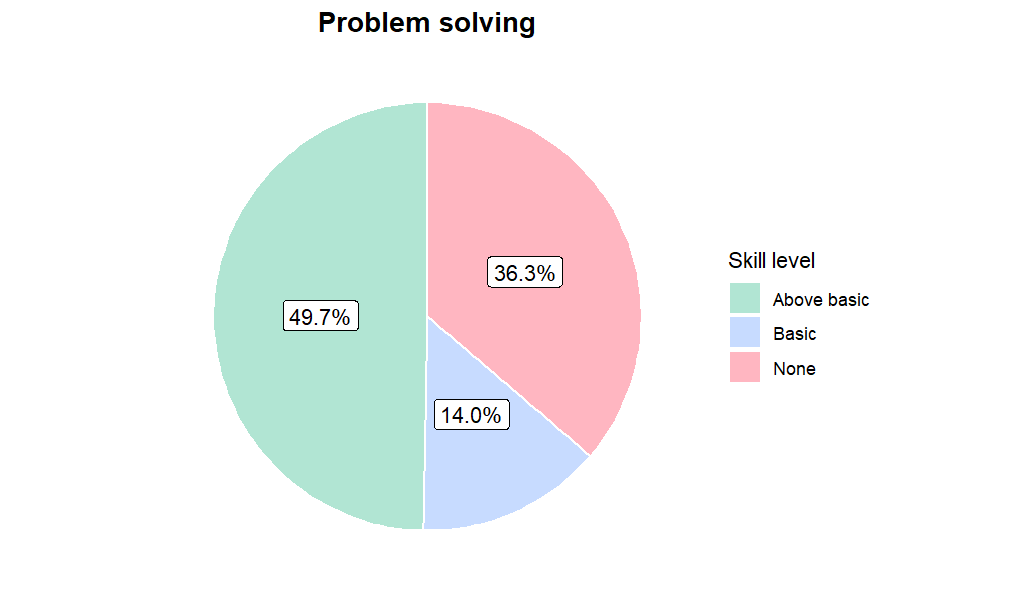 Problem solving
36.3%
49.7%
14.0%
Skill level
Above basic
Basic
None